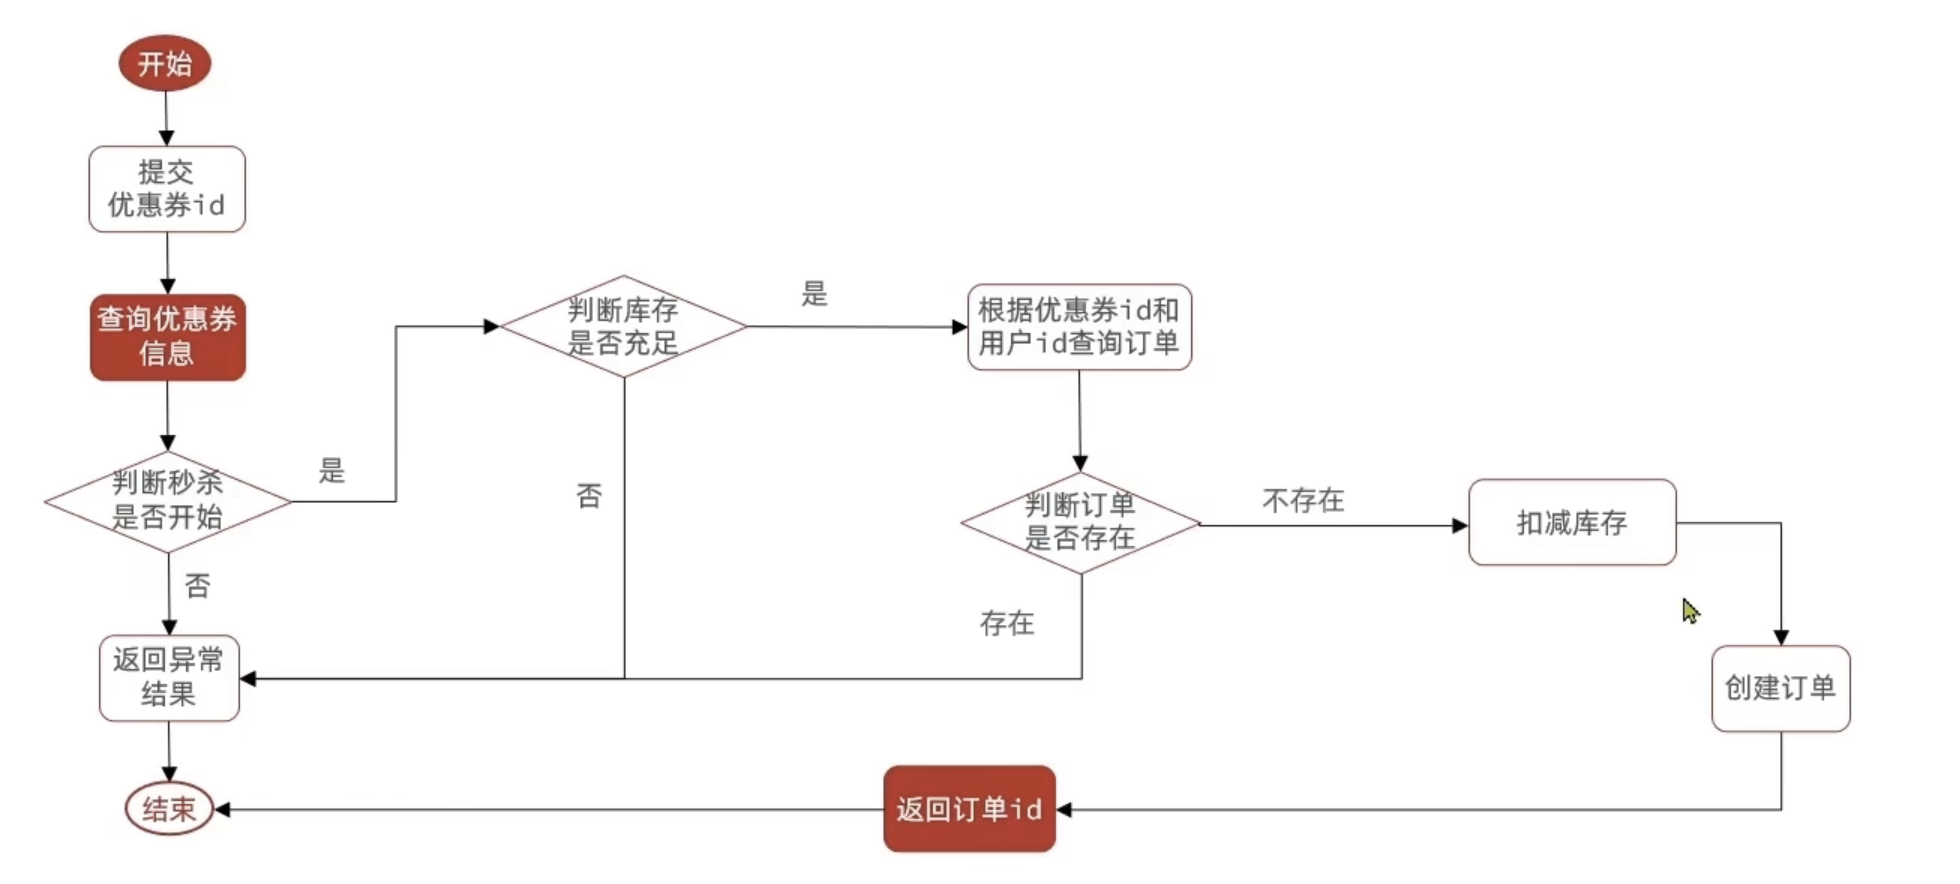 开始
提交
优惠券id
查询优惠券
信息
判断秒杀
是否开始
是
否
判断库存
是否充足
是
否
根据优惠券id和
用户id查询订单
判断订单
是否存在
不存在
存在
扣减库存
创建订单
返回订单id
返回异常
结果
结束